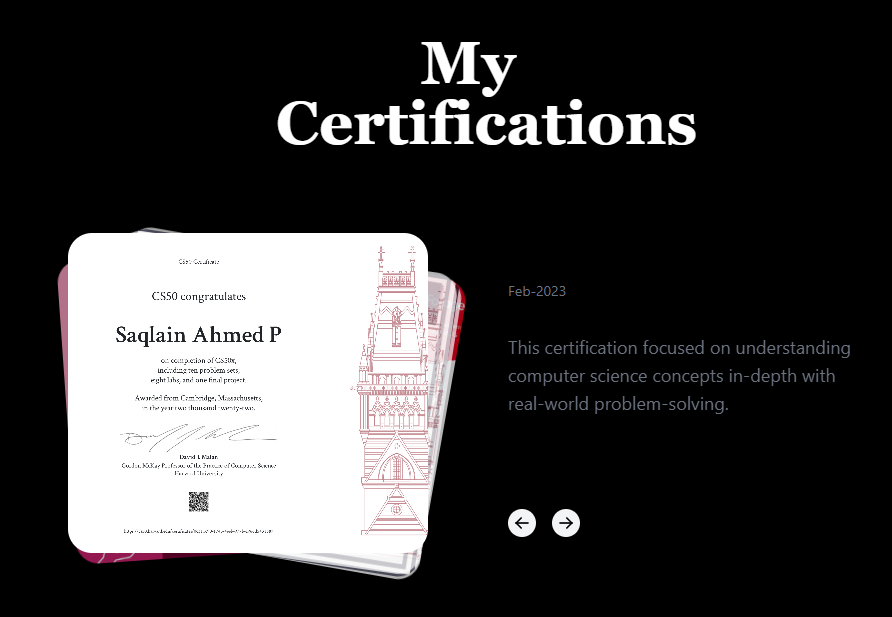 My
Certifications
CS50 Certificate
CS50 congratulates
Saqlain Ahmed P
on completion of CS50x,
including ten problem sets,
eight labs, and one final project.
Awarded from Cambridge, Massachusetts,
in the year two thousand twenty-two.
David J. Malan
Gordon McKay Professor of the Practice of Computer Science
Harvard University
Feb-2023
This certification focused on understanding
computer science concepts in-depth with
real-world problem-solving.